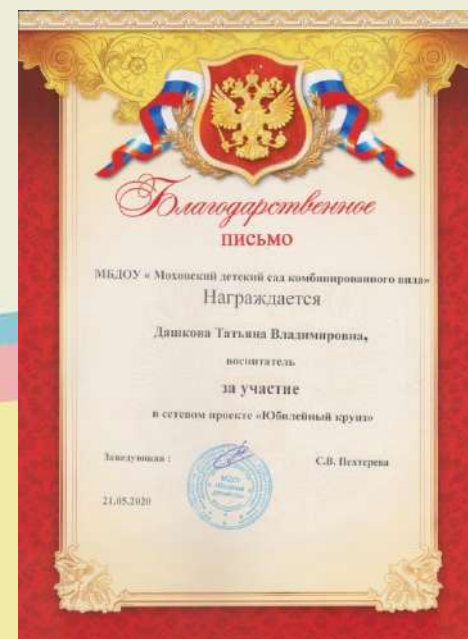 Благодарственное
письмо
МБДОУ « Моховский детский сад комбинированного вида»
Награждается
Дашкова Татьяна Владимировна,
воспитатель
за участие
в сетевом проекте «Юбилейный круиз»
Заведующая : С.В. Пехтерева
21.05.2020